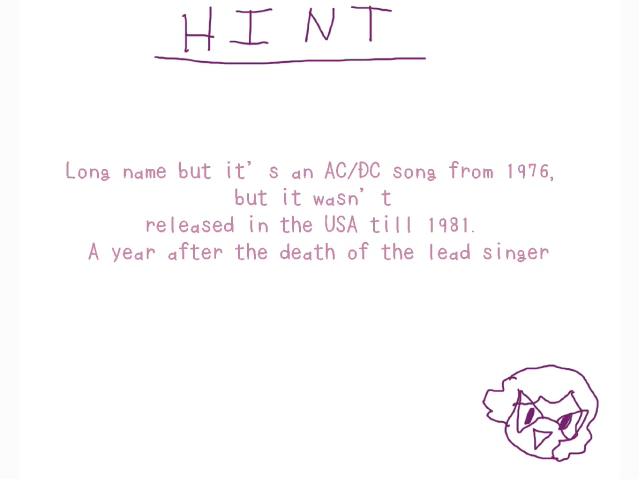 HINT
Long name but it's an AC/DC song from 1976,
but it wasn't
released in the USA till 1981.
A year after the death of the lead singer